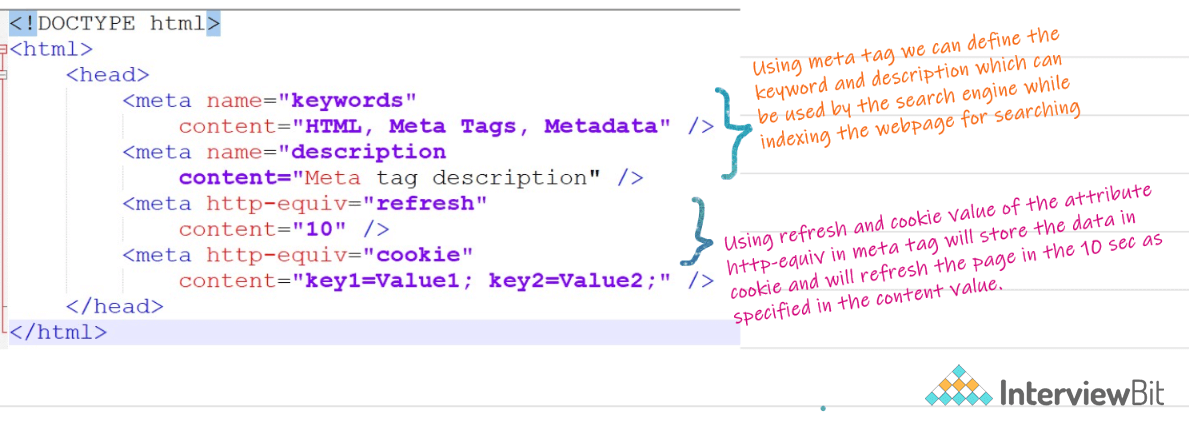 <!DOCTYPE html>
<html>
<head>
<meta name="keywords"
content="HTML, Meta Tags, Metadata" />
<meta name="description
content="Meta tag description" />
<meta http-equiv="refresh"
content="10" />
<meta http-equiv="cookie"
content="key1=Value1; key2=Value2;" />
</head>
</html>
Using meta tag we can define the
keyword and description which can
be used by the search engine while
indexing the webpage for searching
Using refresh and cookie value of the attribute
http-equiv in meta tag will store the data in
cookie and will refresh the page in the 10 sec as
specified in the content value.
InterviewBit